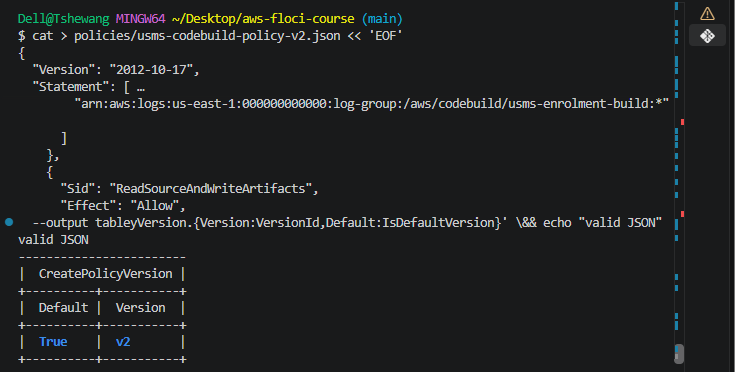 Dell@Tshewang MINGW64 ~/Desktop/aws-floci-course (main)
$ cat > policies/usms-codebuild-policy-v2.json << 'EOF'
{
  "Version": "2012-10-17",
  "Statement": [ …
        "arn:aws:logs:us-east-1:000000000000:log-group:/aws/codebuild/usms-enrolment-build:*"

      ]
    },
    {
      "Sid": "ReadSourceAndWriteArtifacts",
      "Effect": "Allow",
  --output tableyVersion.{Version:VersionId,Default:IsDefaultVersion}' \&& echo "valid JSON"
valid JSON
------------------------
|  CreatePolicyVersion |
+----------+-----------+
|  Default |  Version  |
+----------+-----------+
|  True    |  v2       |
+----------+-----------+